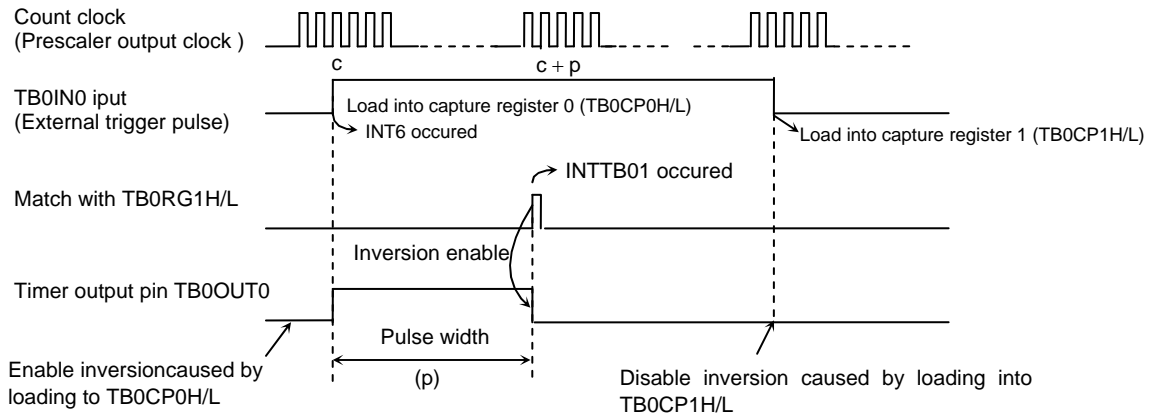 Count clock
(Prescaler output clock )
c
c + p
TB0IN0 iput
(External trigger pulse)
Load into capture register 0 (TB0CP0H/L)
INT6 occured
Load into capture register 1 (TB0CP1H/L)
INTTB01 occured
Match with TB0RG1H/L
Inversion enable
Timer output pin TB0OUT0
Pulse width
(p)
Enable inversioncaused by
loading to TB0CP0H/L
Disable inversion caused by loading into
TB0CP1H/L